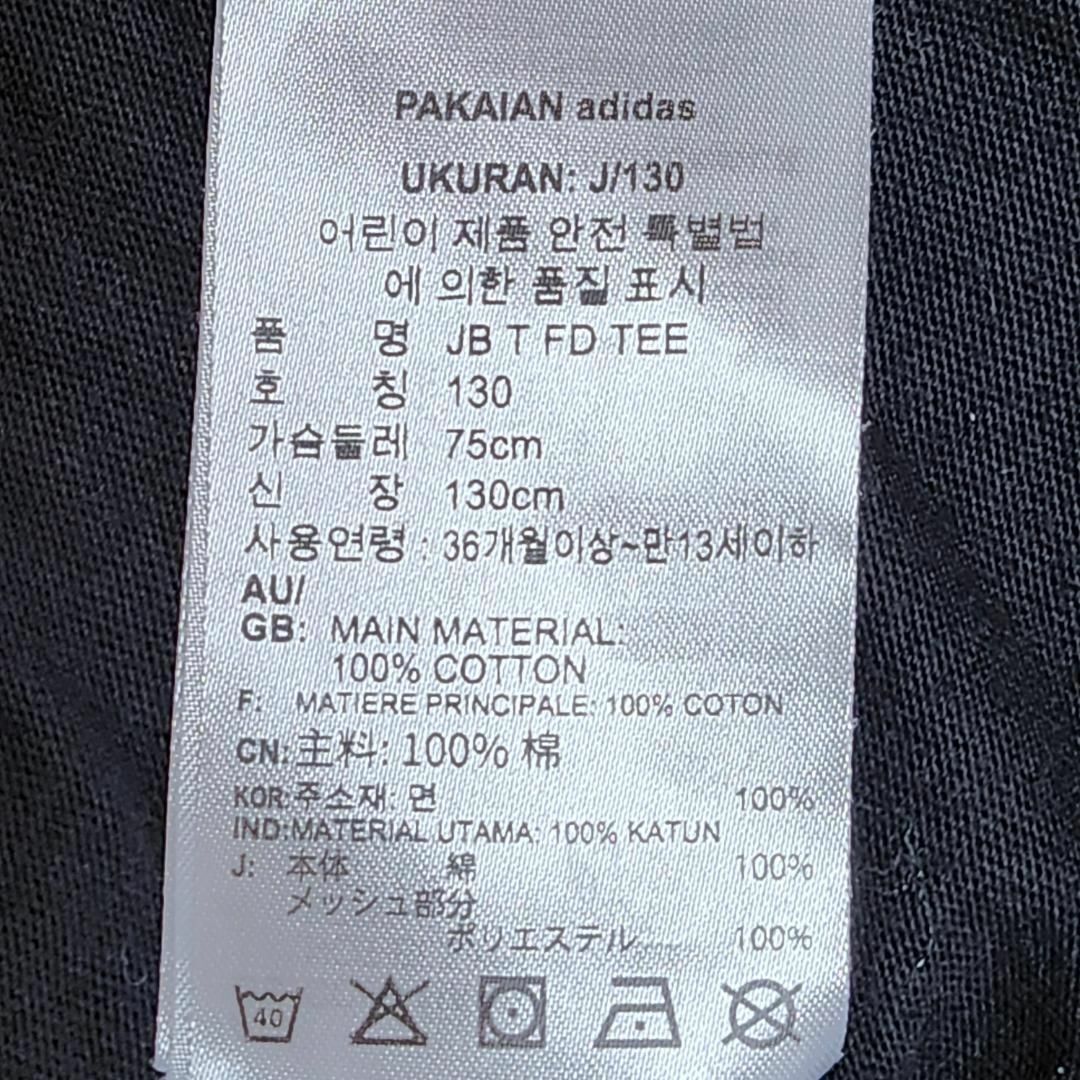 PAKAIAN adidas
UKURAN: J/130
어린이 제품 안전 특별법
에 의한 품질 표시
품 명 JB T FD TEE
호 칭 130
가슴둘레 75cm
신 장 130cm
사용연령 : 36개월이상~만13세이하
AU/
GB: MAIN MATERIAL:
100% COTTON
F: MATIERE PRINCIPALE: 100% COTON
CN: 主料: 100% 棉
KOR: 주소재: 면 100%
IND:MATERIAL UTAMA: 100% KATUN
J: 本体 綿 100%
メッシュ部分
ポリエステル 100%
40